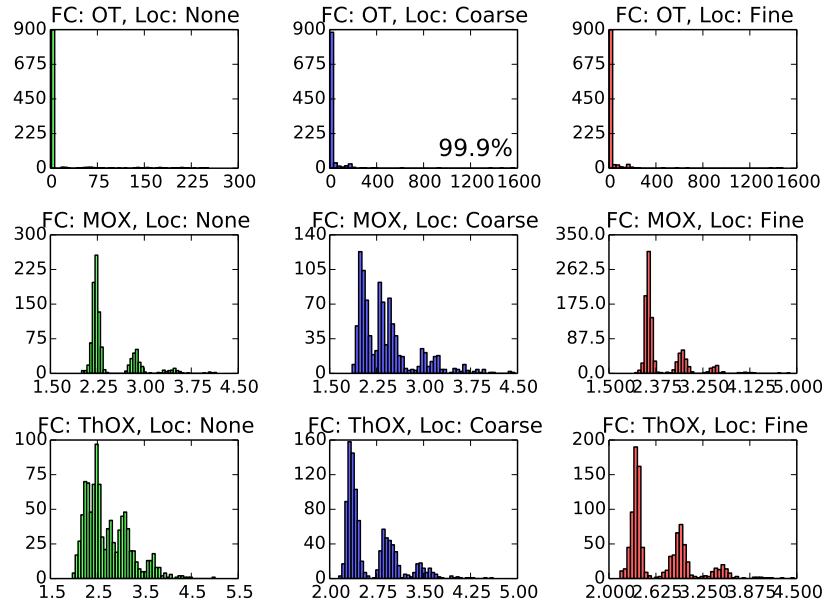 FC: OT, Loc: None
900
675
450
225
0
0 75 150 225 300
FC: OT, Loc: Coarse
900
675
450
225
0
99.9%
0 400 800 1200 1600
FC: OT, Loc: Fine
900
675
450
225
0
0 400 800 1200 1600
FC: MOX, Loc: None
300
225
150
75
0
1.50 2.25 3.00 3.75 4.50
FC: MOX, Loc: Coarse
140
105
70
35
0
1.50 2.25 3.00 3.75 4.50
FC: MOX, Loc: Fine
350.0
262.5
175.0
87.5
0.0
1.500 2.375 3.250 4.125 5.000
FC: ThOX, Loc: None
100
75
50
25
0
1.5 2.5 3.5 4.5 5.5
FC: ThOX, Loc: Coarse
160
120
80
40
0
2.00 2.75 3.50 4.25 5.00
FC: ThOX, Loc: Fine
200
150
100
50
0
2.000 2.625 3.250 3.875 4.500